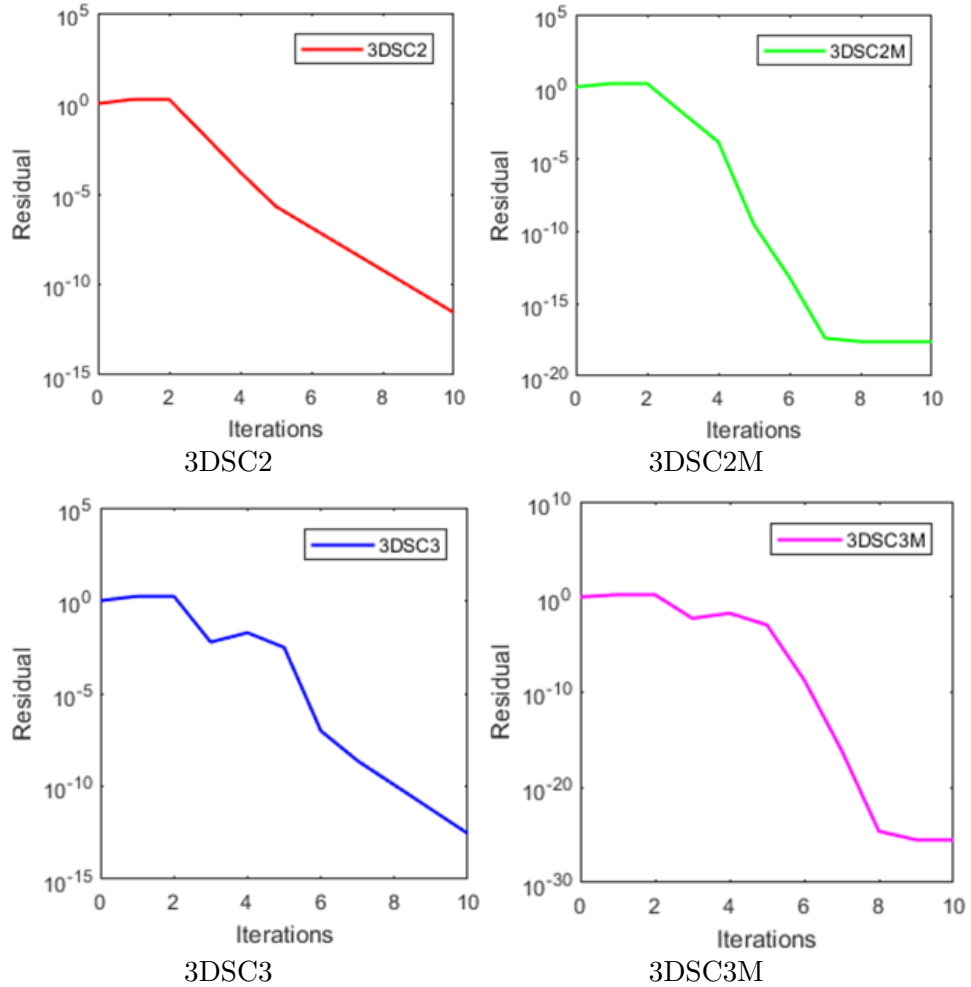 10^5
10^0
10^-5
10^-10
10^-15
Residual
3DSC2
0 2 4 6 8 10
Iterations
3DSC2
10^5
10^0
10^-5
10^-10
10^-15
10^-20
Residual
3DSC2M
0 2 4 6 8 10
Iterations
3DSC2M
10^5
10^0
10^-5
10^-10
10^-15
Residual
3DSC3
0 2 4 6 8 10
Iterations
3DSC3
10^10
10^0
10^-10
10^-20
10^-30
Residual
3DSC3M
0 2 4 6 8 10
Iterations
3DSC3M